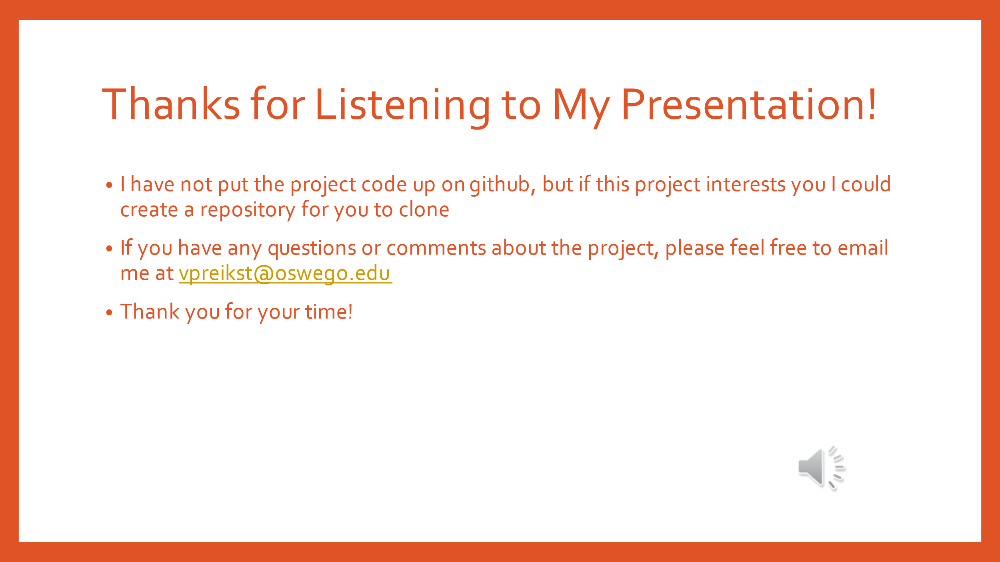 Thanks for Listening to My Presentation!
• I have not put the project code up on github, but if this project interests you I could
create a repository for you to clone
• If you have any questions or comments about the project, please feel free to email
me at vpreikst@oswego.edu
• Thank you for your time!